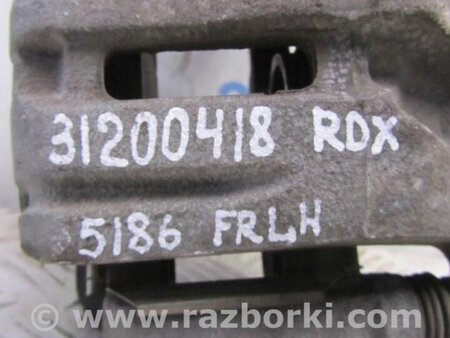 31200418 RDX
5186 FRLH
www.razborki.com